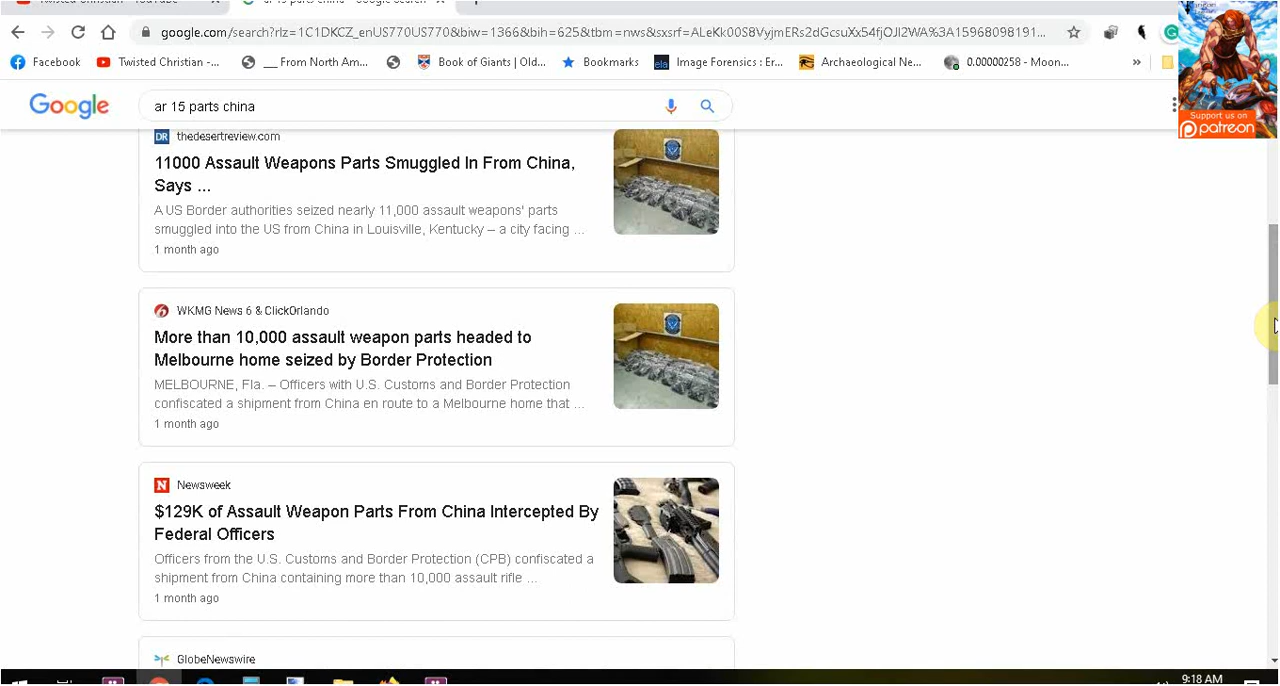 google.com/search?rlz=1C1DKCZ_enUS770US770&biw=1366&bih=625&tbm=nws&sxsrf=ALeKk00S8VyjmERs2dGcsuXx54fjOJl2WA%3A15968098191...
Facebook
Twisted Christian -...
__ From North Am...
Book of Giants | Old...
Bookmarks
ela
Image Forensics : Er...
Archaeological Ne...
0.00000258 - Moon...
»
Google
ar 15 parts china
Support us on
patreon
DR thedesertreview.com
11000 Assault Weapons Parts Smuggled In From China,
Says ...
A US Border authorities seized nearly 11,000 assault weapons' parts
smuggled into the US from China in Louisville, Kentucky – a city facing ...
1 month ago
WKMG News 6 & ClickOrlando
More than 10,000 assault weapon parts headed to
Melbourne home seized by Border Protection
MELBOURNE, Fla. – Officers with U.S. Customs and Border Protection
confiscated a shipment from China en route to a Melbourne home that ...
1 month ago
N Newsweek
$129K of Assault Weapon Parts From China Intercepted By
Federal Officers
Officers from the U.S. Customs and Border Protection (CPB) confiscated a
shipment from China containing more than 10,000 assault rifle ...
1 month ago
GlobeNewswire
9:18 AM